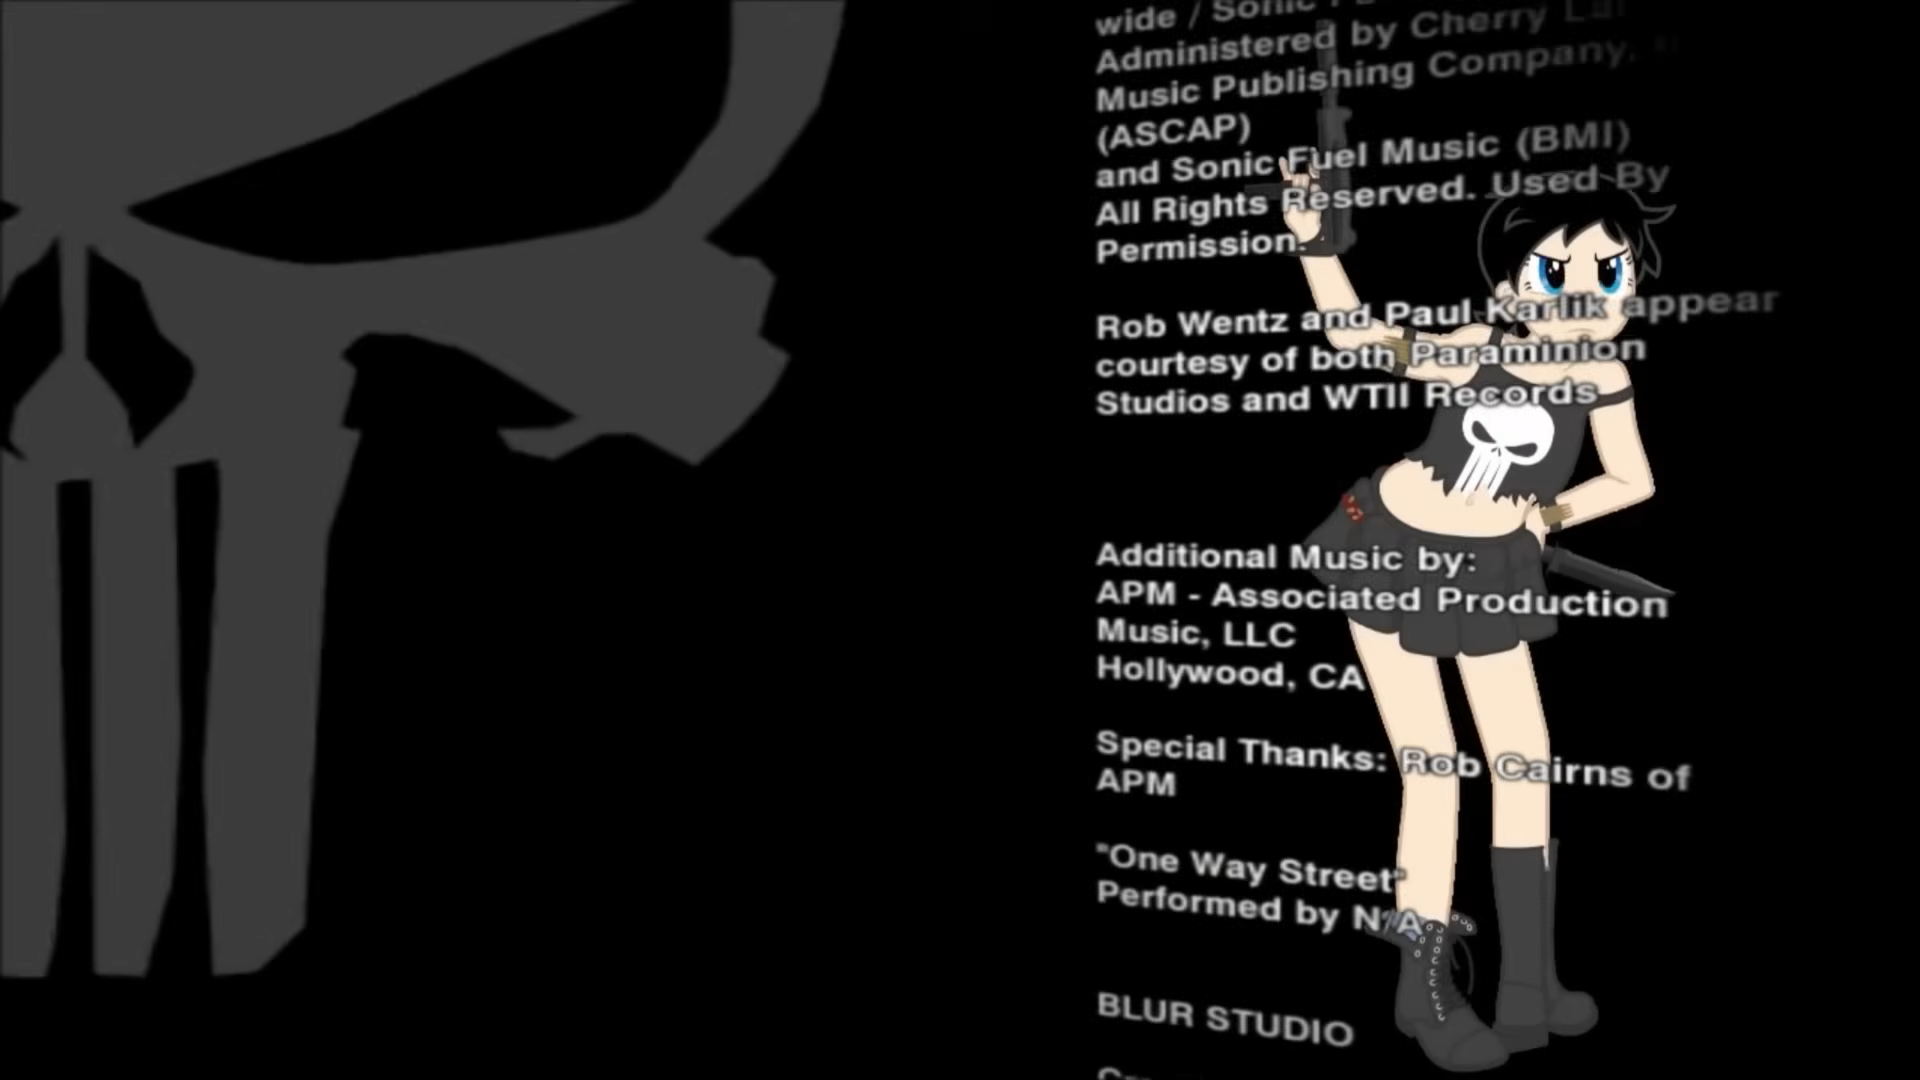 wide / Sonic
Administered by Cherry
Music Publishing Company,
(ASCAP)
and Sonic Fuel Music (BMI)
All Rights Reserved. Used By
Permission.
Rob Wentz and Paul Karlik appear
courtesy of both Paraminion
Studios and WTII Records
Additional Music by:
APM - Associated Production
Music, LLC
Hollywood, CA
Special Thanks: Rob Cairns of
APM
"One Way Street"
Performed by N/A
BLUR STUDIO